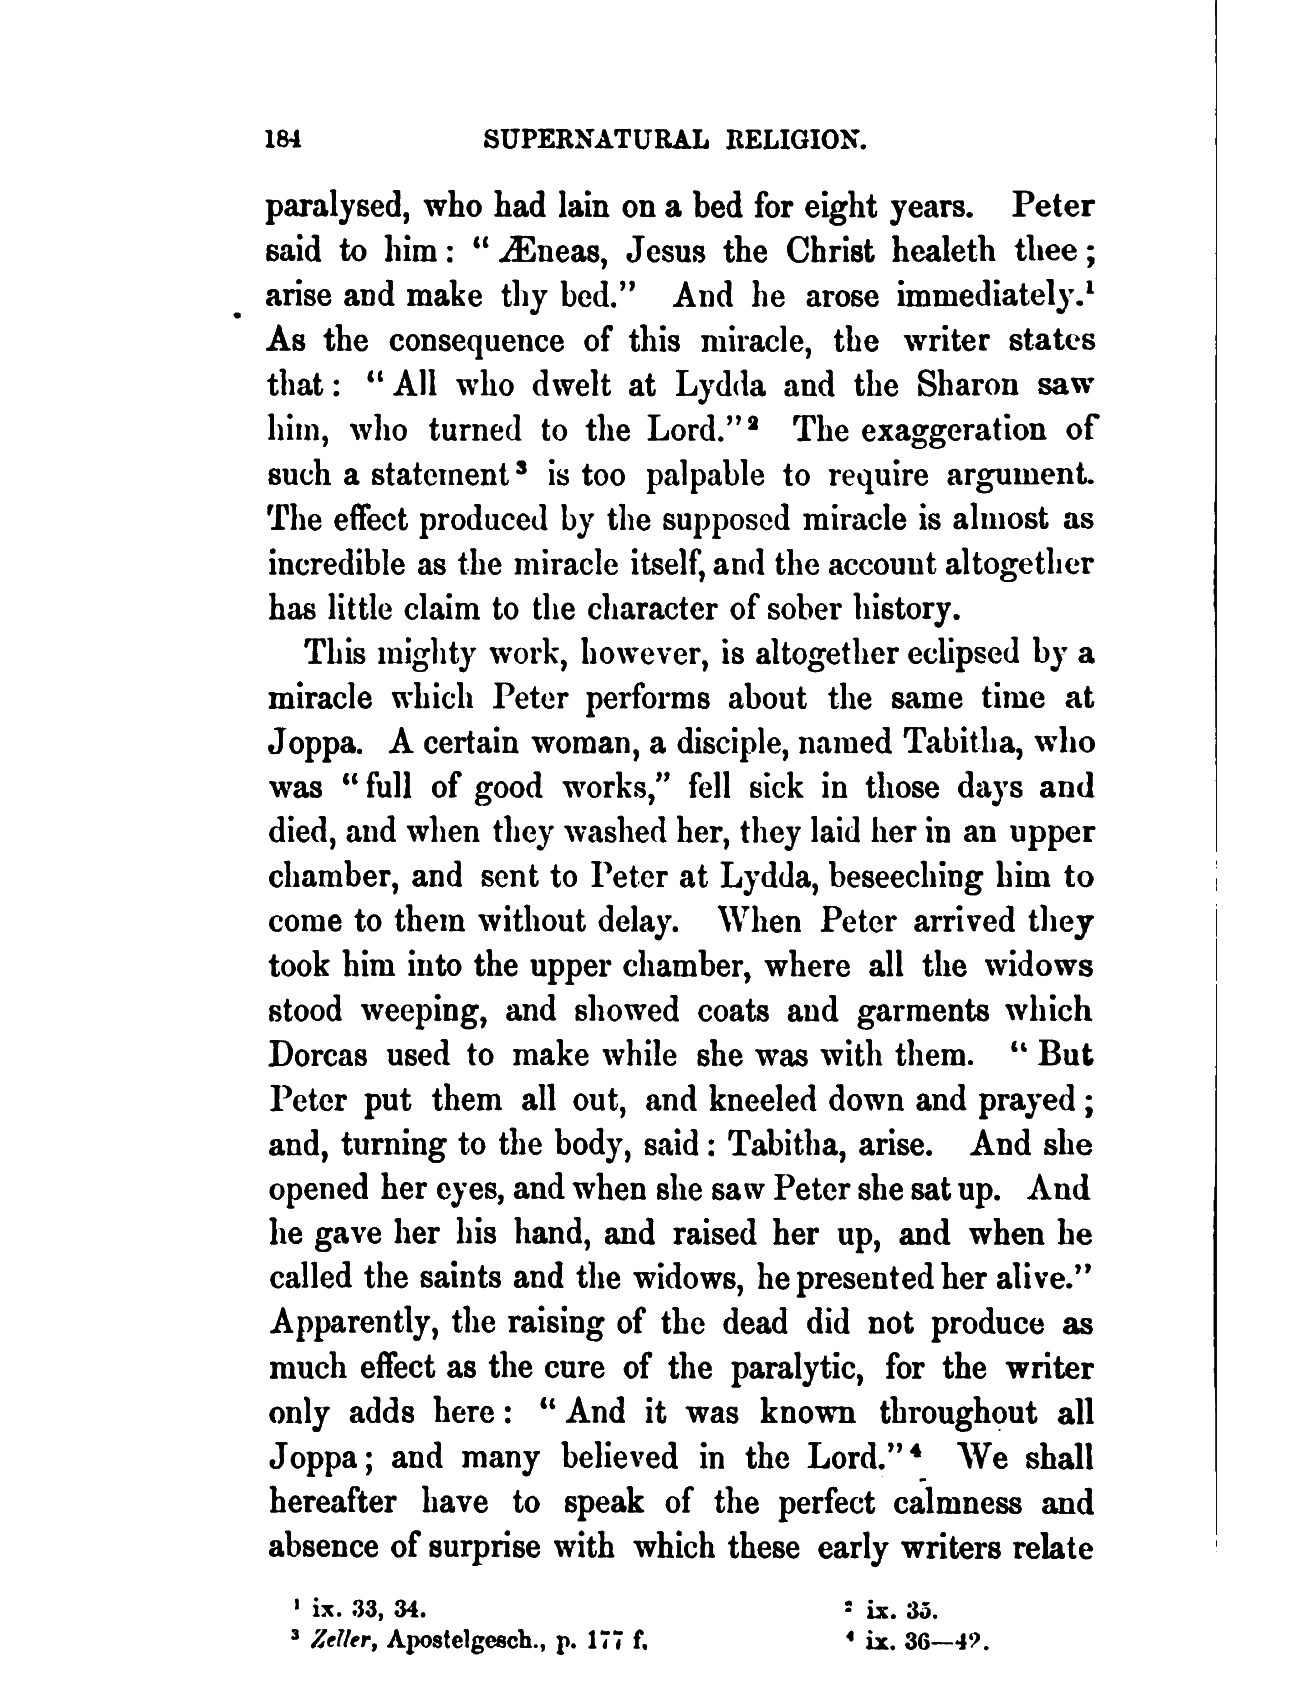 184 SUPERNATURAL RELIGION.
paralysed, who had lain on a bed for eight years. Peter
said to him : “ Æneas, Jesus the Christ healeth thee ;
arise and make thy bed.” And he arose immediately.¹
As the consequence of this miracle, the writer states
that : “ All who dwelt at Lydda and the Sharon saw
him, who turned to the Lord.”² The exaggeration of
such a statement³ is too palpable to require argument.
The effect produced by the supposed miracle is almost as
incredible as the miracle itself, and the account altogether
has little claim to the character of sober history.
This mighty work, however, is altogether eclipsed by a
miracle which Peter performs about the same time at
Joppa. A certain woman, a disciple, named Tabitha, who
was “ full of good works,” fell sick in those days and
died, and when they washed her, they laid her in an upper
chamber, and sent to Peter at Lydda, beseeching him to
come to them without delay. When Peter arrived they
took him into the upper chamber, where all the widows
stood weeping, and showed coats and garments which
Dorcas used to make while she was with them. “ But
Peter put them all out, and kneeled down and prayed ;
and, turning to the body, said : Tabitha, arise. And she
opened her eyes, and when she saw Peter she sat up. And
he gave her his hand, and raised her up, and when he
called the saints and the widows, he presented her alive.”
Apparently, the raising of the dead did not produce as
much effect as the cure of the paralytic, for the writer
only adds here : “ And it was known throughout all
Joppa ; and many believed in the Lord.”⁴ We shall
hereafter have to speak of the perfect calmness and
absence of surprise with which these early writers relate
¹ ix. 33, 34. ² ix. 35.
³ Zeller, Apostelgesch., p. 177 f. ⁴ ix. 36—42.